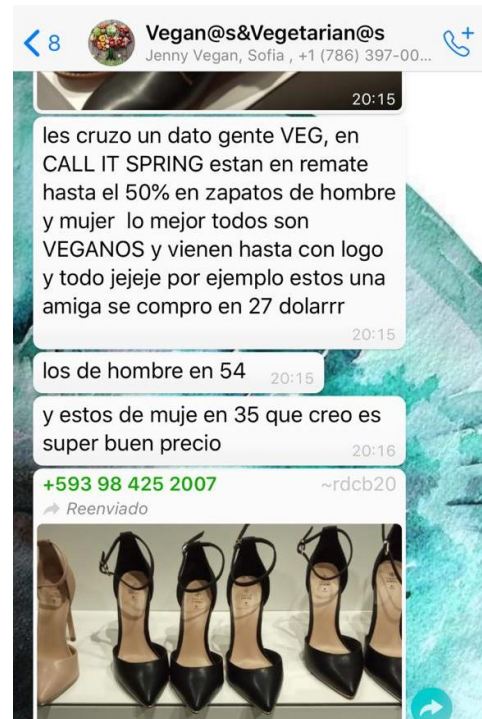 8
Vegan@s&Vegetarian@s
Jenny Vegan, Sofia , +1 (786) 397-00...
20:15
les cruzo un dato gente VEG, en
CALL IT SPRING estan en remate
hasta el 50% en zapatos de hombre
y mujer lo mejor todos son
VEGANOS y vienen hasta con logo
y todo jejeje por ejemplo estos una
amiga se compro en 27 dolarrr
20:15
los de hombre en 54
20:15
y estos de muje en 35 que creo es
super buen precio
20:16
+593 98 425 2007
~rdcb20
Reenviado